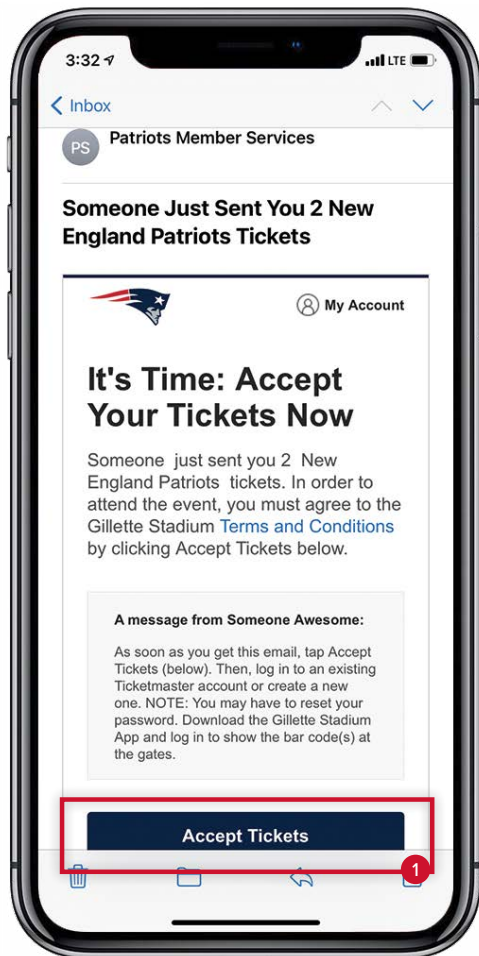 3:32
LTE
Inbox
PS
Patriots Member Services
Someone Just Sent You 2 New
England Patriots Tickets
My Account
It's Time: Accept
Your Tickets Now
Someone just sent you 2 New
England Patriots tickets. In order to
attend the event, you must agree to the
Gillette Stadium Terms and Conditions
by clicking Accept Tickets below.
A message from Someone Awesome:
As soon as you get this email, tap Accept
Tickets (below). Then, log in to an existing
Ticketmaster account or create a new
one. NOTE: You may have to reset your
password. Download the Gillette Stadium
App and log in to show the bar code(s) at
the gates.
Accept Tickets
1